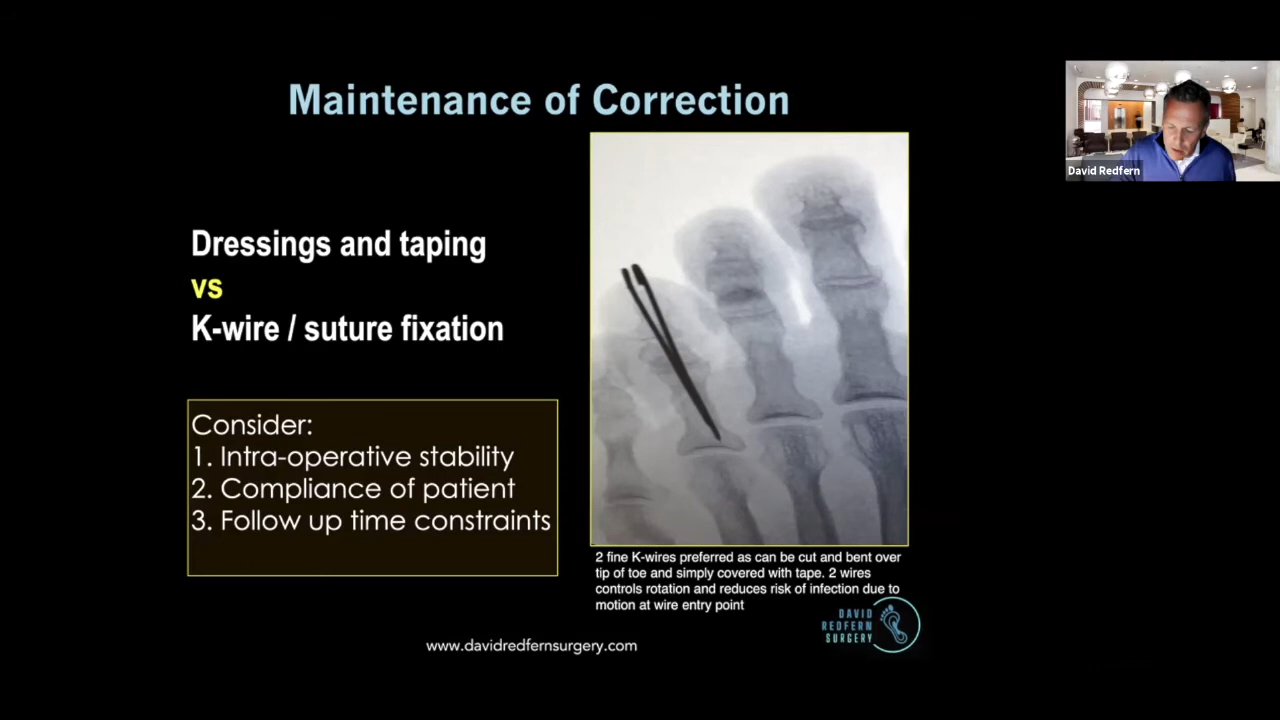 Maintenance of Correction
David Redfern
Dressings and taping
vs
K-wire / suture fixation
Consider:
1. Intra-operative stability
2. Compliance of patient
3. Follow up time constraints
2 fine K-wires preferred as can be cut and bent over
tip of toe and simply covered with tape. 2 wires
controls rotation and reduces risk of infection due to
motion at wire entry point
DAVID
REDFERN
SURGERY
www.davidredfernsurgery.com